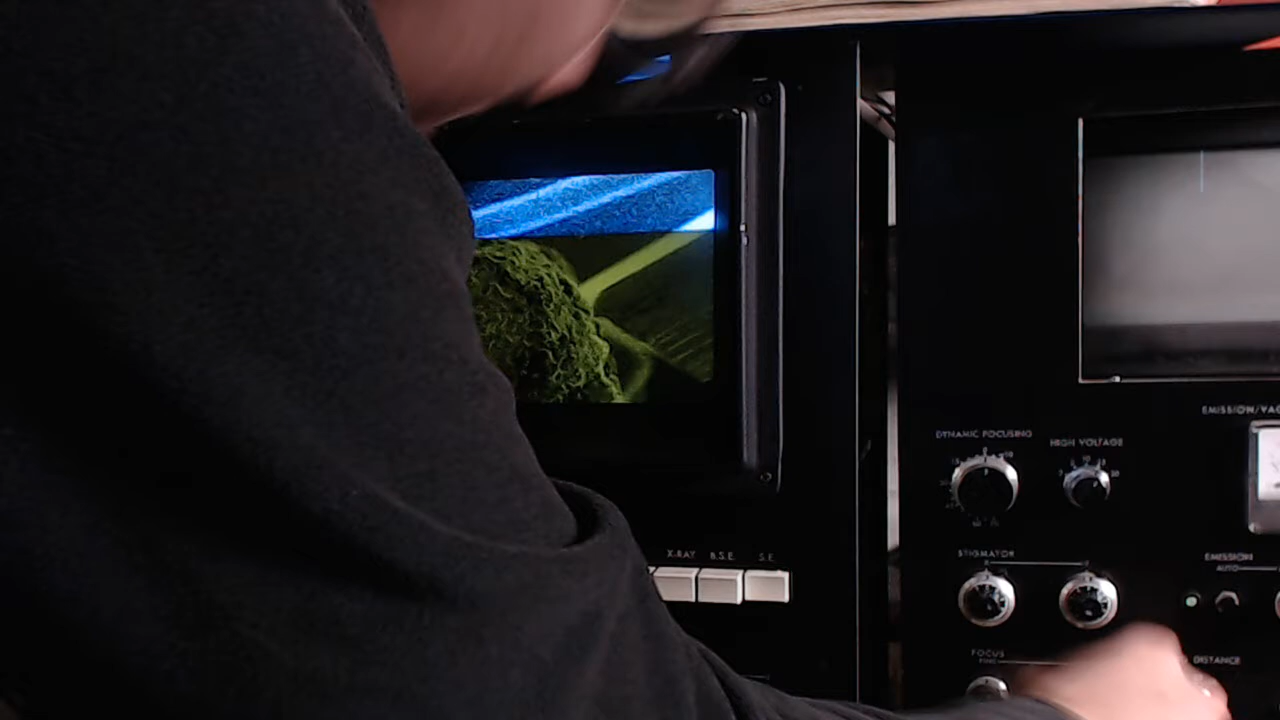 EMISSION/VAC
DYNAMIC FOCUSING
HIGH VOLTAGE
X-RAY B.S.E. S.E.
STIGMATOR
EMISSION
AUTO
FOCUS
DISTANCE